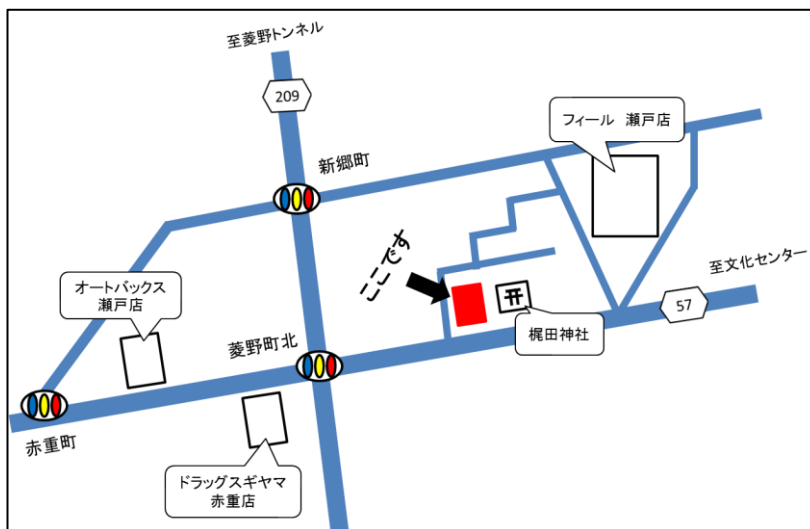 至菱野トンネル
209
フィール 瀬戸店
新郷町
ここです
至文化センター
オートバックス
瀬戸店
57
菱野町北
梶田神社
赤重町
ドラッグスギヤマ
赤重店